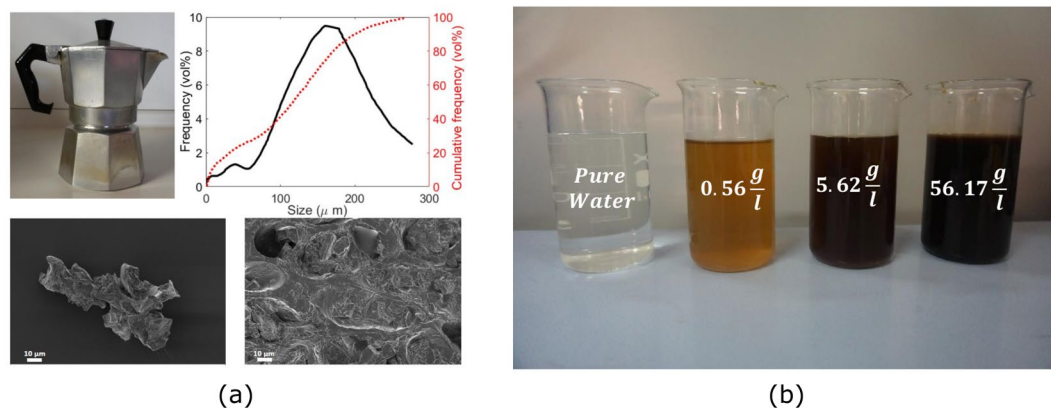 10
8
6
4
2
0
Frequency (vol%)
100
80
60
40
20
0
Cumulative frequency (vol%)
0 100 200 300
Size (μ m)
10 μm
10 μm
(a)
Pure
Water
0.56 g/l
5.62 g/l
56.17 g/l
(b)